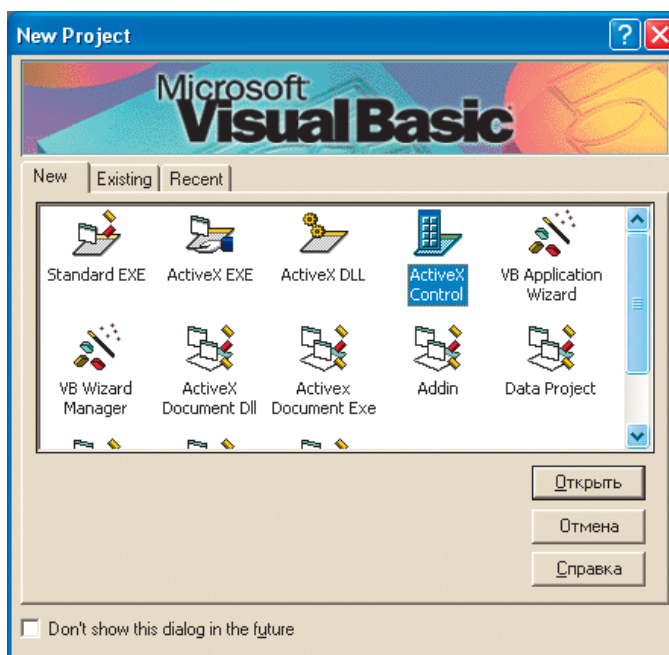 New Project
Microsoft
Visual Basic
New Existing Recent
Standard EXE ActiveX EXE ActiveX DLL ActiveX Control VB Application Wizard
VB Wizard Manager ActiveX Document Dll Activex Document Exe Addin Data Project
Открыть
Отмена
Справка
Don't show this dialog in the future